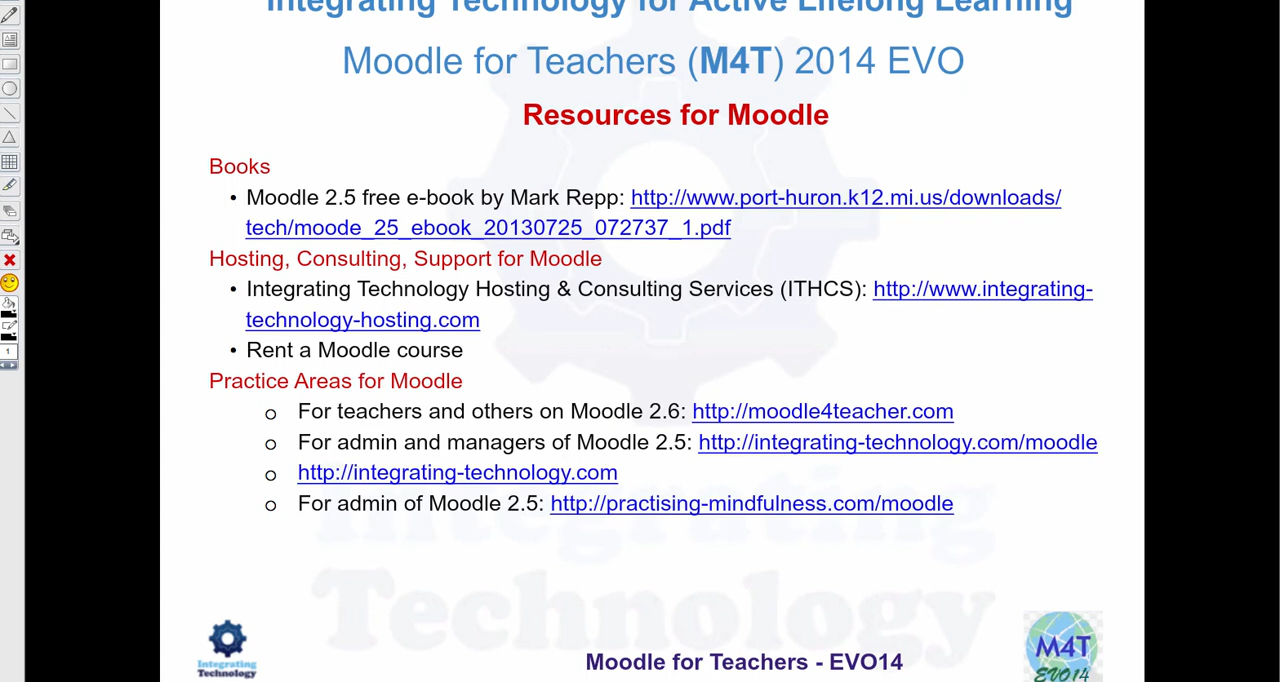 Integrating Technology for Active Lifelong Learning
Moodle for Teachers (M4T) 2014 EVO
Resources for Moodle
Books
• Moodle 2.5 free e-book by Mark Repp: http://www.port-huron.k12.mi.us/downloads/
tech/moode_25_ebook_20130725_072737_1.pdf
Hosting, Consulting, Support for Moodle
• Integrating Technology Hosting & Consulting Services (ITHCS): http://www.integrating-
technology-hosting.com
• Rent a Moodle course
Practice Areas for Moodle
o For teachers and others on Moodle 2.6: http://moodle4teacher.com
o For admin and managers of Moodle 2.5: http://integrating-technology.com/moodle
o http://integrating-technology.com
o For admin of Moodle 2.5: http://practising-mindfulness.com/moodle
Integrating
Technology
Integrating
Technology
Moodle for Teachers - EVO14
M4T
EVO14
1